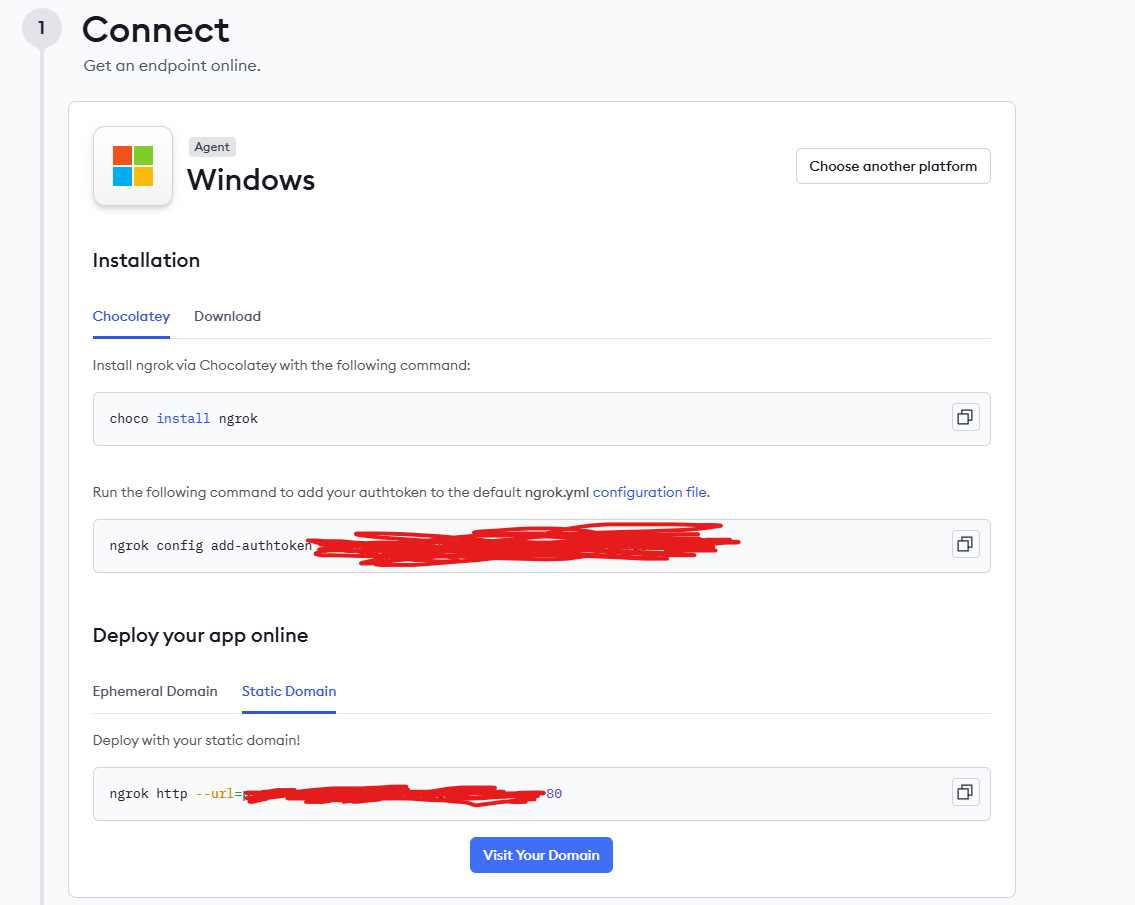 1
Connect
Get an endpoint online.
Agent
Windows
Choose another platform
Installation
Chocolatey Download
Install ngrok via Chocolatey with the following command:
choco install ngrok
Run the following command to add your authtoken to the default ngrok.yml configuration file.
ngrok config add-authtoken
Deploy your app online
Ephemeral Domain Static Domain
Deploy with your static domain!
ngrok http --url= 80
Visit Your Domain